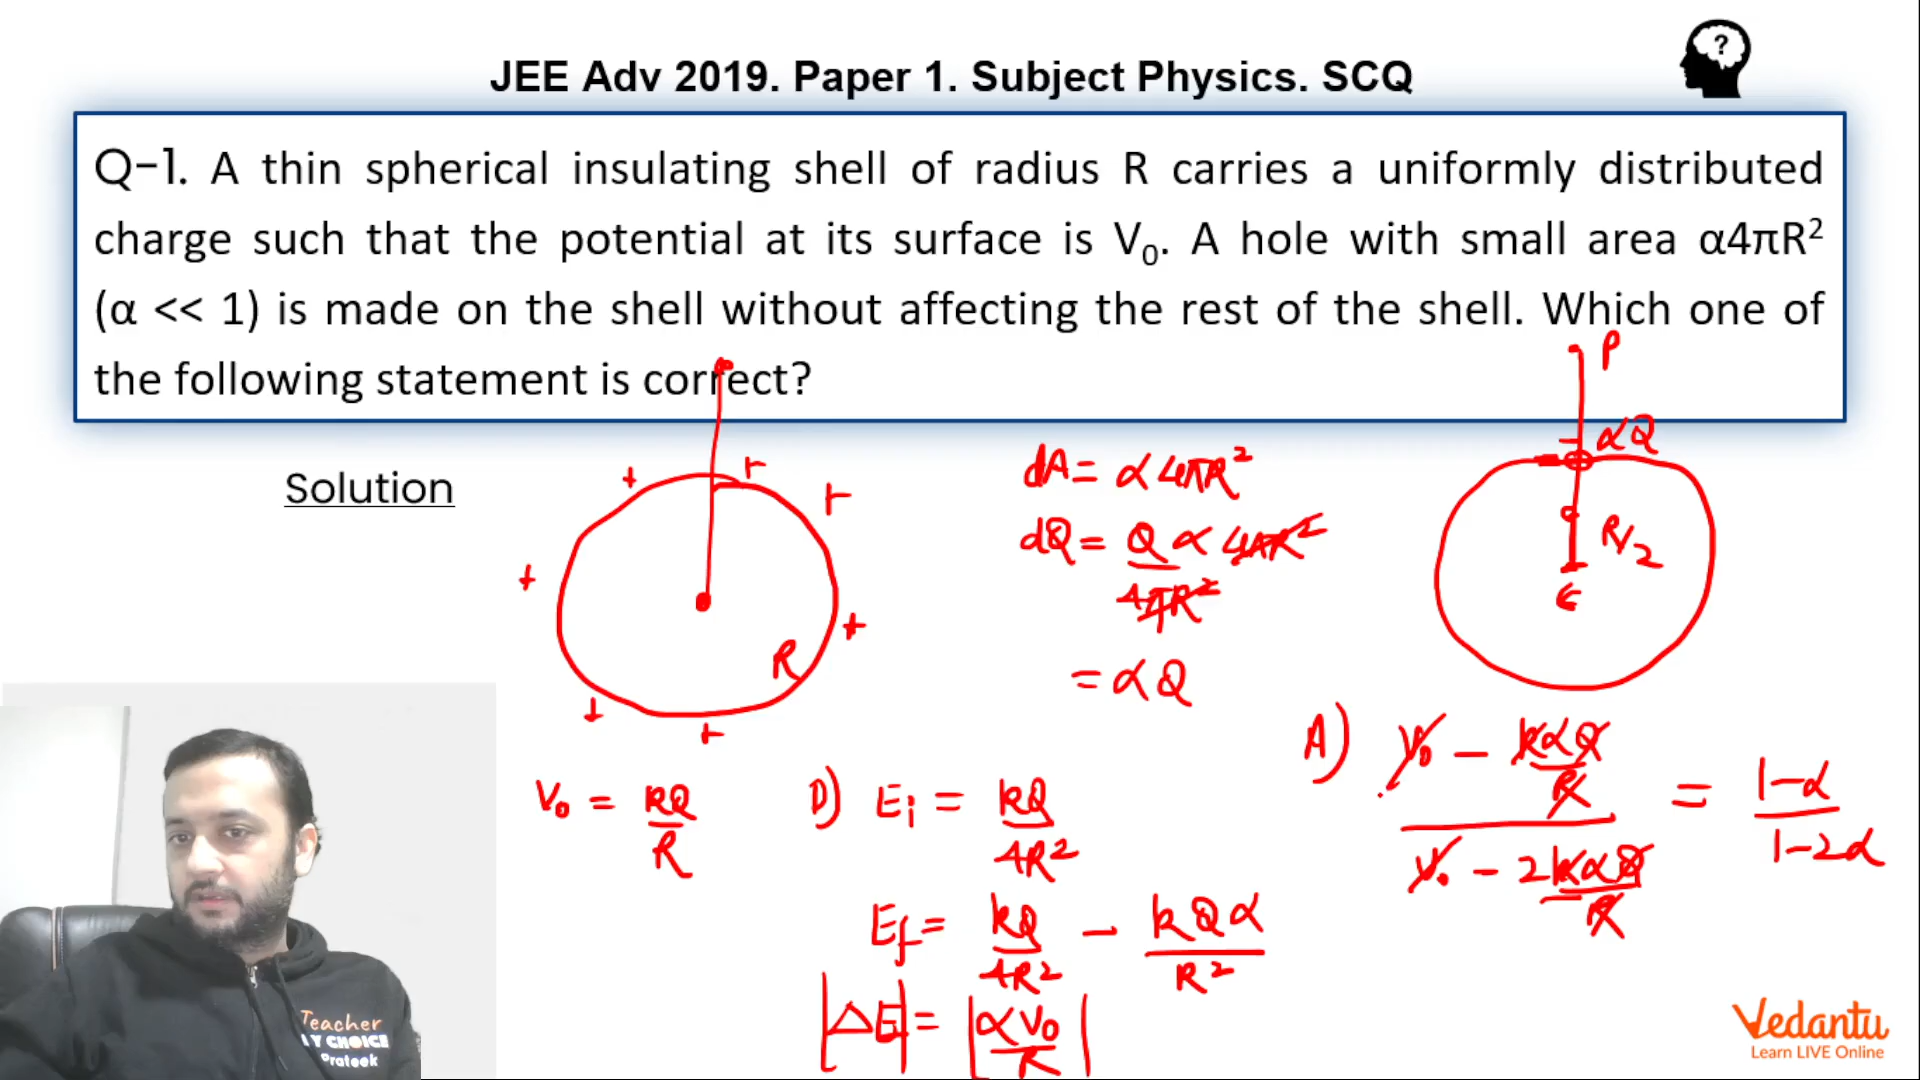 JEE Adv 2019. Paper 1. Subject Physics. SCQ
?
Q-1. A thin spherical insulating shell of radius R carries a uniformly distributed
charge such that the potential at its surface is V₀. A hole with small area α4πR²
(α << 1) is made on the shell without affecting the rest of the shell. Which one of
the following statement is correct?
P
αQ
Solution
+ + +
+ +
+ +
R
dA = α 4πR²
dQ = Q α 4πR²
4πR²
= αQ
R/2
C
V₀ = kQ
R
D) Ei = kQ
4R²
Ef = kQ − kQα
4R² R²
|ΔE| = |αV₀|
R
A) V₀ − kαQ
R
= 1−α
1−2α
V₀ − 2kαQ
R
Teacher
MY CHOICE
Prateek
Vedantu
Learn LIVE Online